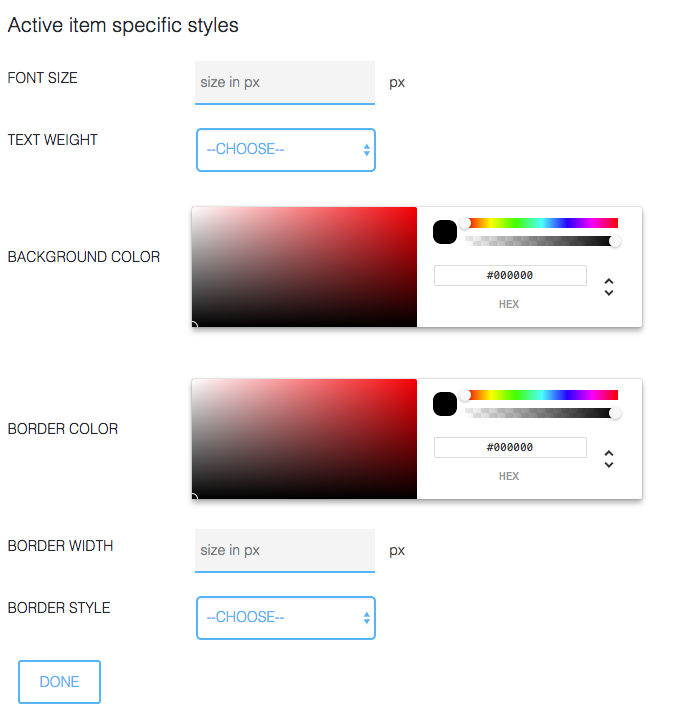 Active item specific styles
FONT SIZE
size in px
px
TEXT WEIGHT
--CHOOSE--
BACKGROUND COLOR
#000000
HEX
BORDER COLOR
#000000
HEX
BORDER WIDTH
size in px
px
BORDER STYLE
--CHOOSE--
DONE